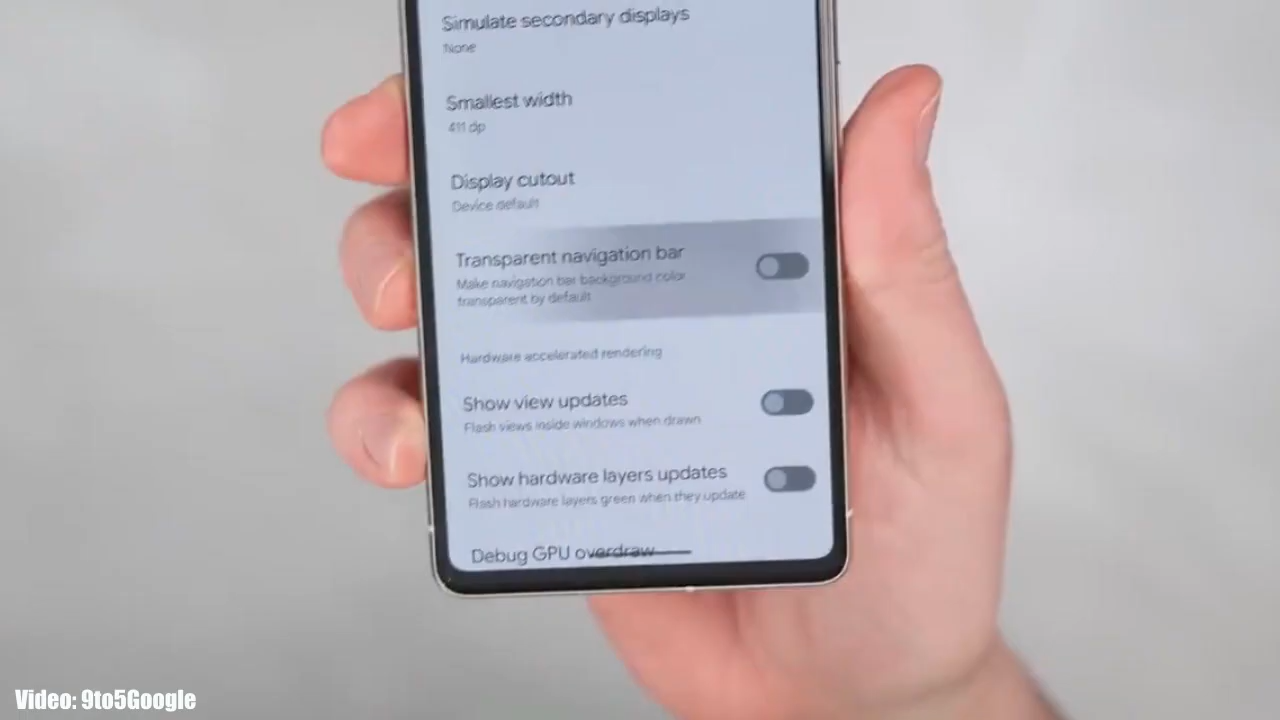 Simulate secondary displays
None
Smallest width
411 dp
Display cutout
Device default
Transparent navigation bar
Make navigation bar background color
transparent by default
Hardware accelerated rendering
Show view updates
Flash views inside windows when drawn
Show hardware layers updates
Flash hardware layers green when they update
Debug GPU overdraw
Video: 9to5Google